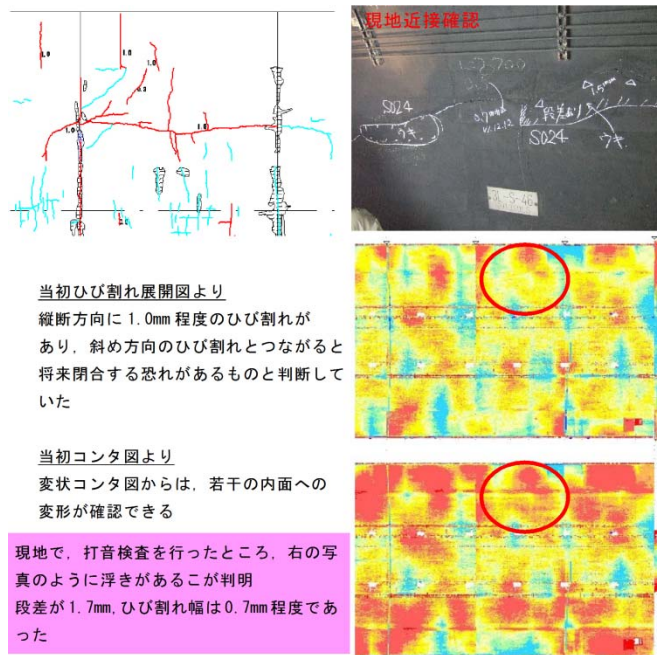 1.0
1.0
1.0
0.3
1.0
現地近接確認
S024
ウキ
0.7mm
段差あり
S024
ウキ
当初ひび割れ展開図より
縦断方向に 1.0mm 程度のひび割れが
あり，斜め方向のひび割れとつながると
将来閉合する恐れがあるものと判断して
いた
当初コンタ図より
変状コンタ図からは，若干の内面への
変形が確認できる
現地で，打音検査を行ったところ，右の写
真のように浮きがあるこが判明
段差が 1.7mm,ひび割れ幅は 0.7mm 程度であ
った